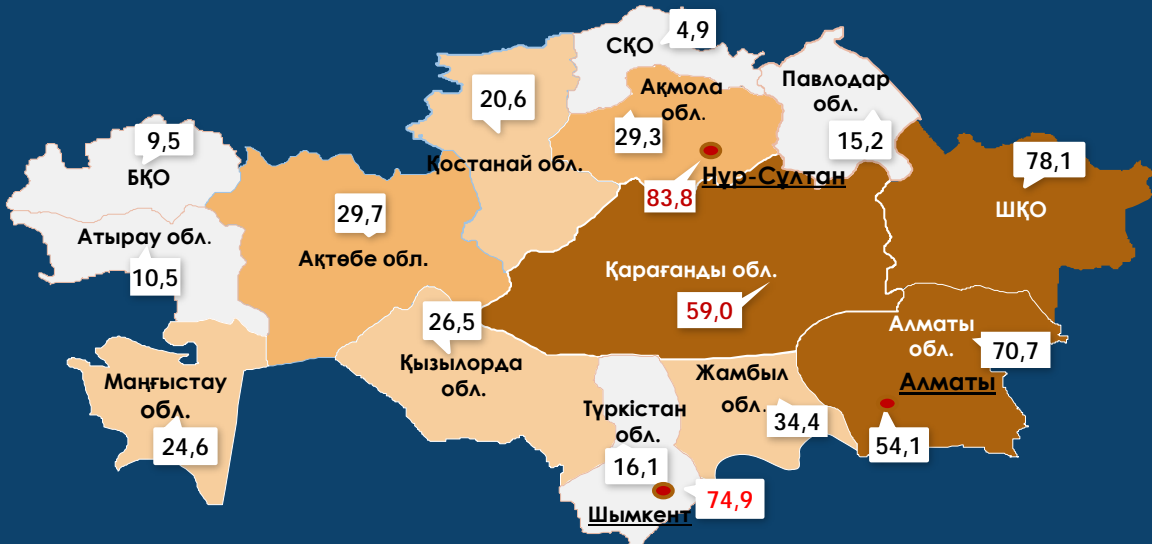 СҚО
4,9
Ақмола
обл.
29,3
Павлодар
обл.
15,2
20,6
Қостанай обл.
9,5
БҚО
78,1
ШҚО
Нұр-Сұлтан
83,8
29,7
Ақтөбе обл.
Атырау обл.
10,5
Қарағанды обл.
59,0
26,5
Қызылорда
обл.
Алматы
обл.
70,7
Алматы
54,1
Маңғыстау
обл.
24,6
Жамбыл
обл.
34,4
Түркістан
обл.
16,1
74,9
Шымкент